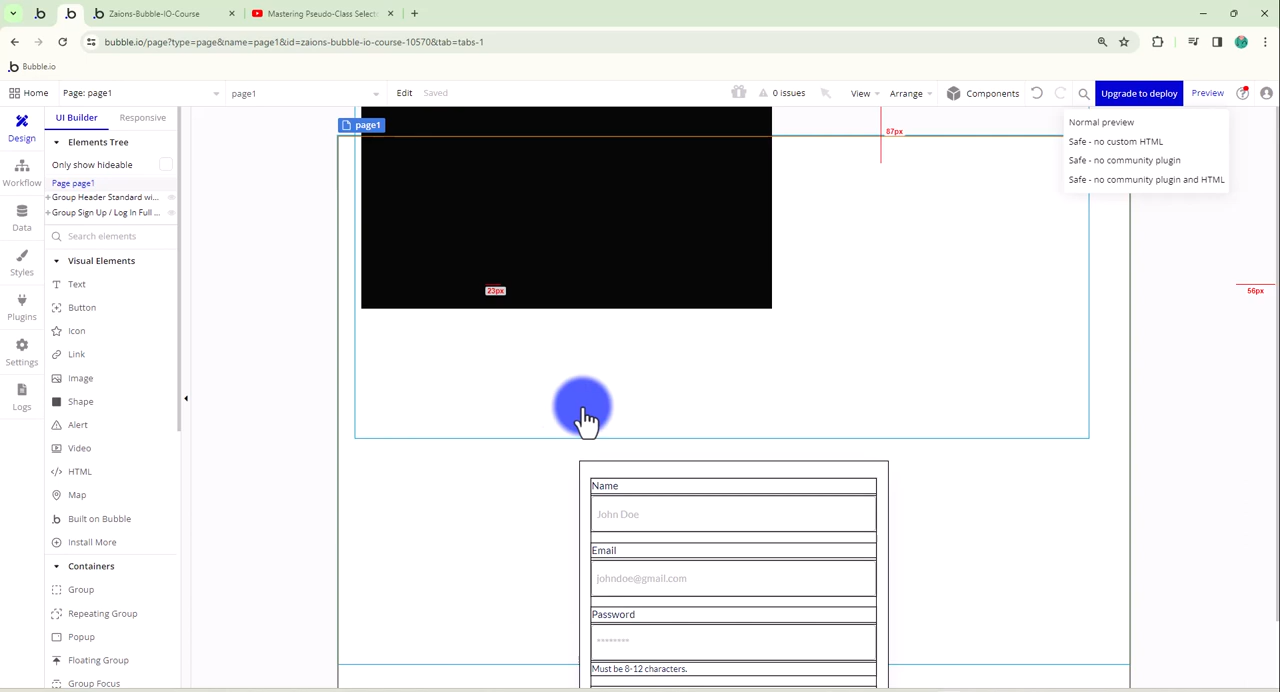 Zaions-Bubble-IO-Course
Mastering Pseudo-Class Select
bubble.io/page?type=page&name=page1&id=zaions-bubble-io-course-10570&tab=tabs-1
Bubble.io
Home
Page: page1
page1
Edit
Saved
0 issues
View
Arrange
Components
Upgrade to deploy
Preview
Design
Workflow
Data
Styles
Plugins
Settings
Logs
UI Builder
Responsive
Elements Tree
Only show hideable
Page page1
Group Header Standard wi...
Group Sign Up / Log In Full ...
Search elements
Visual Elements
Text
Button
Icon
Link
Image
Shape
Alert
Video
HTML
Map
Built on Bubble
Install More
Containers
Group
Repeating Group
Popup
Floating Group
Group Focus
page1
87px
23px
56px
Normal preview
Safe - no custom HTML
Safe - no community plugin
Safe - no community plugin and HTML
Name
John Doe
Email
johndoe@gmail.com
Password
********
Must be 8-12 characters.